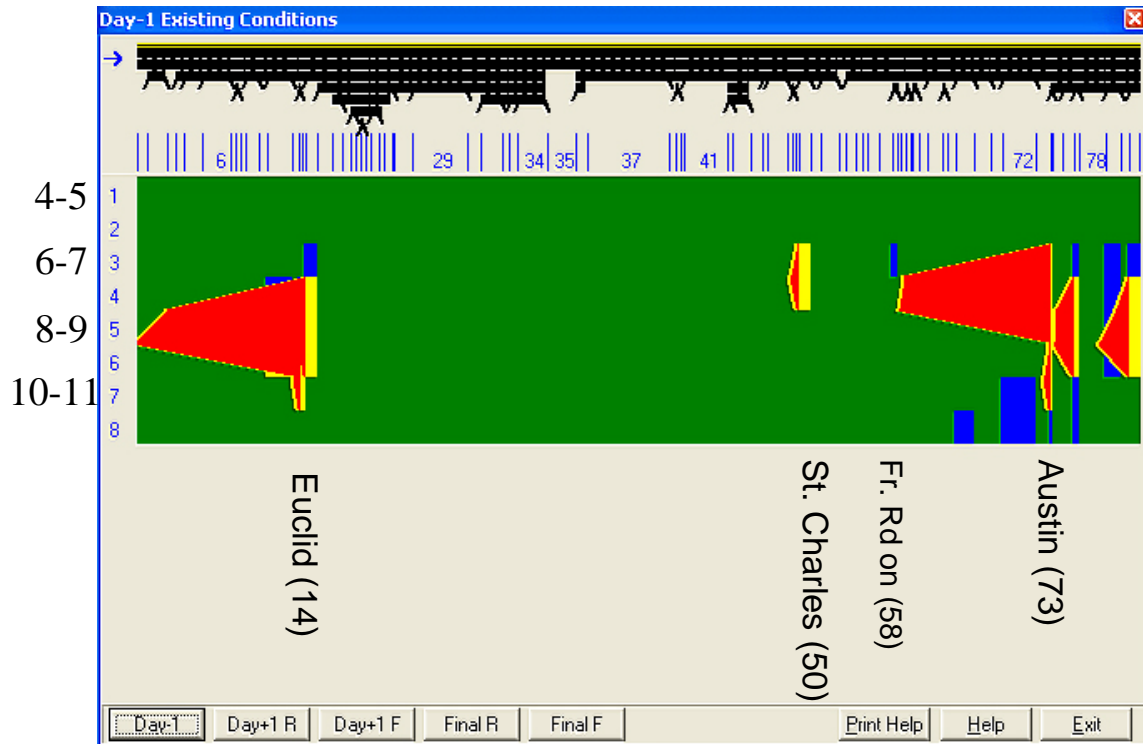 Day-1 Existing Conditions
6 29 34 35 37 41 72 78
4-5 1
2
6-7 3
4
8-9 5
6
10-11 7
8
Euclid (14)
St. Charles (50)
Fr. Rd on (58)
Austin (73)
Day-1 Day+1 R Day+1 F Final R Final F Print Help Help Exit